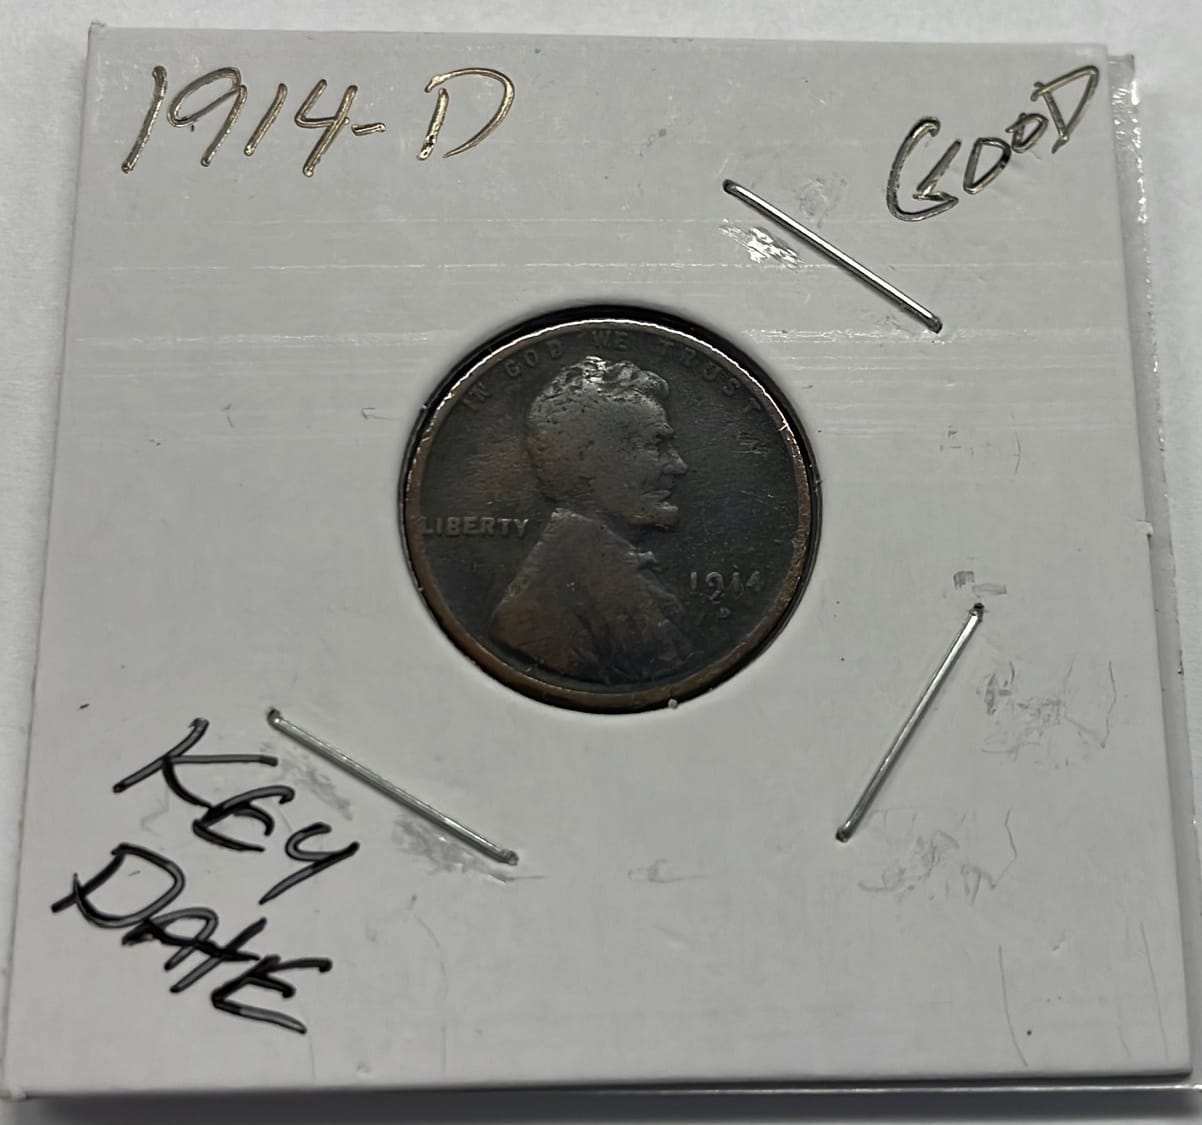 1914-D
GOOD
IN GOD WE TRUST
LIBERTY
1914
D
KEY
DATE